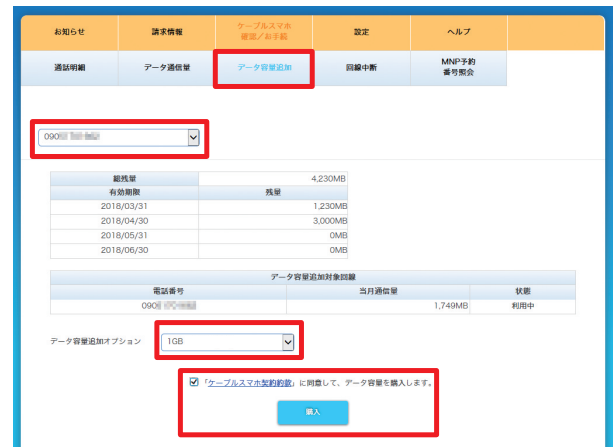 お知らせ 請求情報 ケーブルスマホ 設定 ヘルプ
確認／お手続
通話明細 データ通信量 データ容量追加 回線中断 MNP予約
番号照会
090
総残量 4,230MB
有効期限 残量
2018/03/31 1,230MB
2018/04/30 3,000MB
2018/05/31 0MB
2018/06/30 0MB
データ容量追加対象回線
電話番号 当月通信量 状態
090 1,749MB 利用中
データ容量追加オプション 1GB
「ケーブルスマホ契約約款」に同意して、データ容量を購入します。
購入